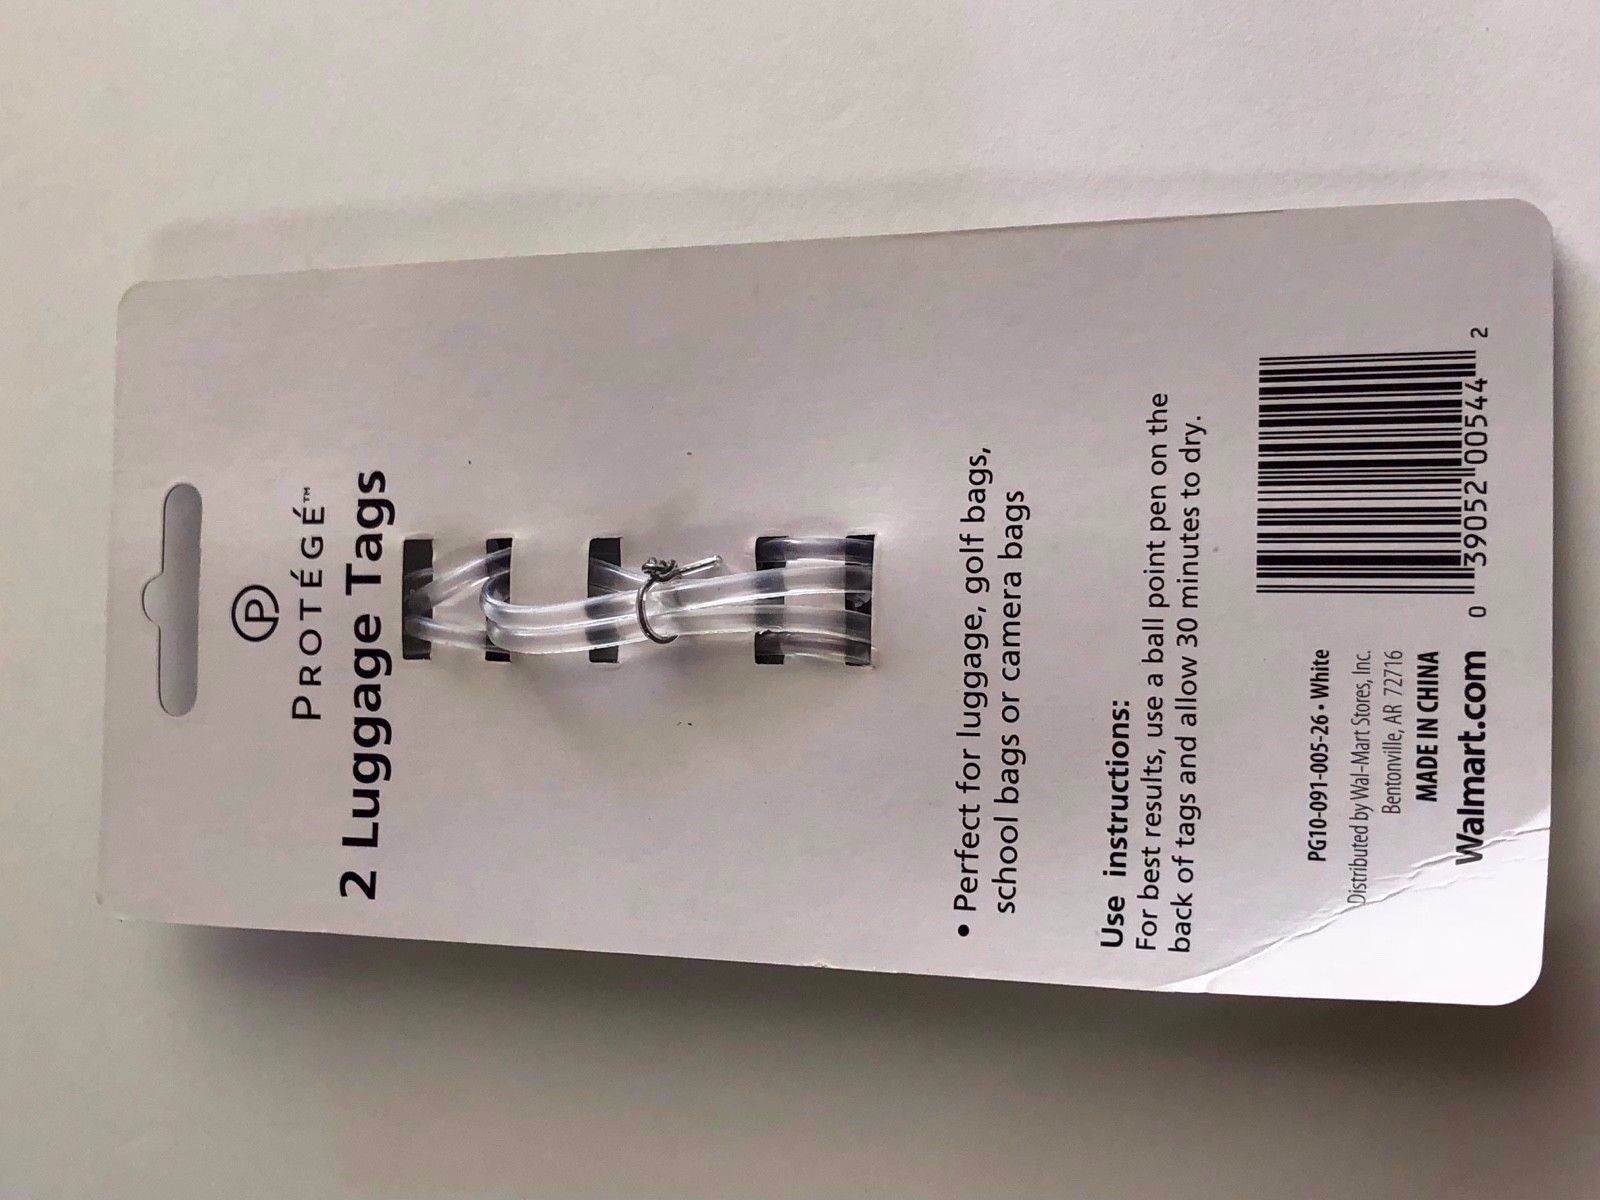 P
PROTÉGÉ™
2 Luggage Tags
• Perfect for luggage, golf bags,
school bags or camera bags
Use instructions:
For best results, use a ball point pen on the
back of tags and allow 30 minutes to dry.
PG10-091-005-26 • White
Distributed by Wal-Mart Stores, Inc.
Bentonville, AR 72716
MADE IN CHINA
Walmart.com
0 39052 00544 2